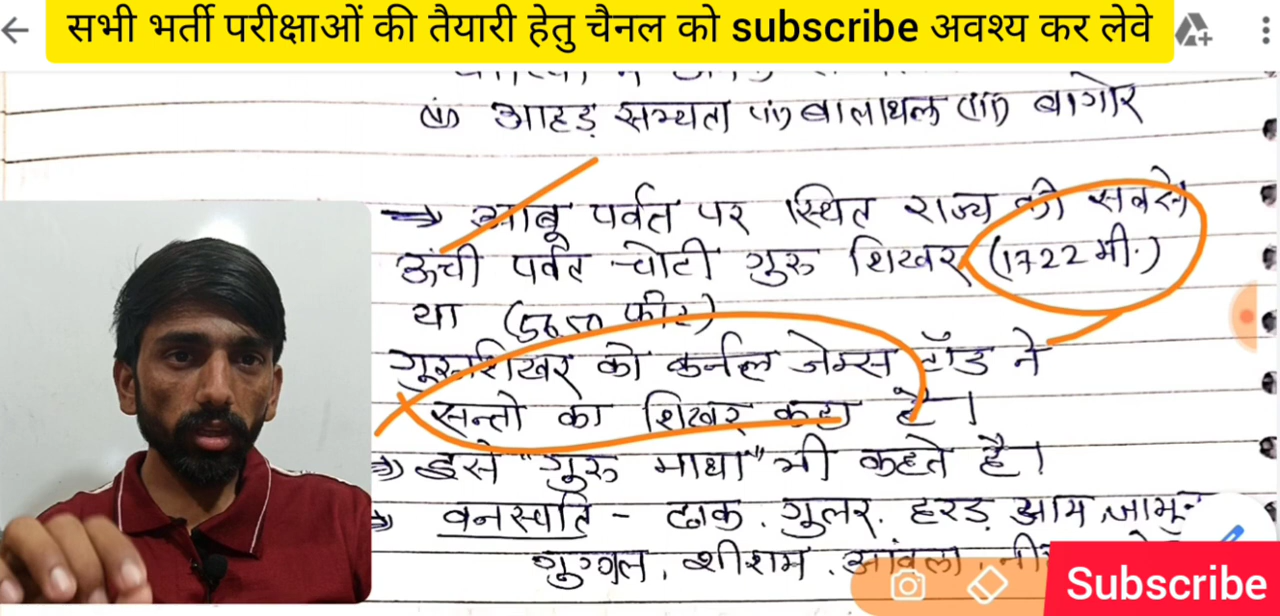 सभी भर्ती परीक्षाओं की तैयारी हेतु चैनल को subscribe अवश्य कर लेवे
आहड़ सभ्यता (ii) बालाथल (iii) बागोर
→ आबू पर्वत पर स्थित राज्य की सबसे
ऊंची पर्वत चोटी गुरु शिखर (1722 मी.)
या (5650 फीट)
गुरुशिखर को कर्नल जेम्स टॉड ने
सन्तो का शिखर कहा है।
→ इसे "गुरु माथा" भी कहते है।
→ वनस्पति - ढाक, गुलर, हरड़ आम, जामुन
गुग्गल, शीशम, आंवला,
Subscribe